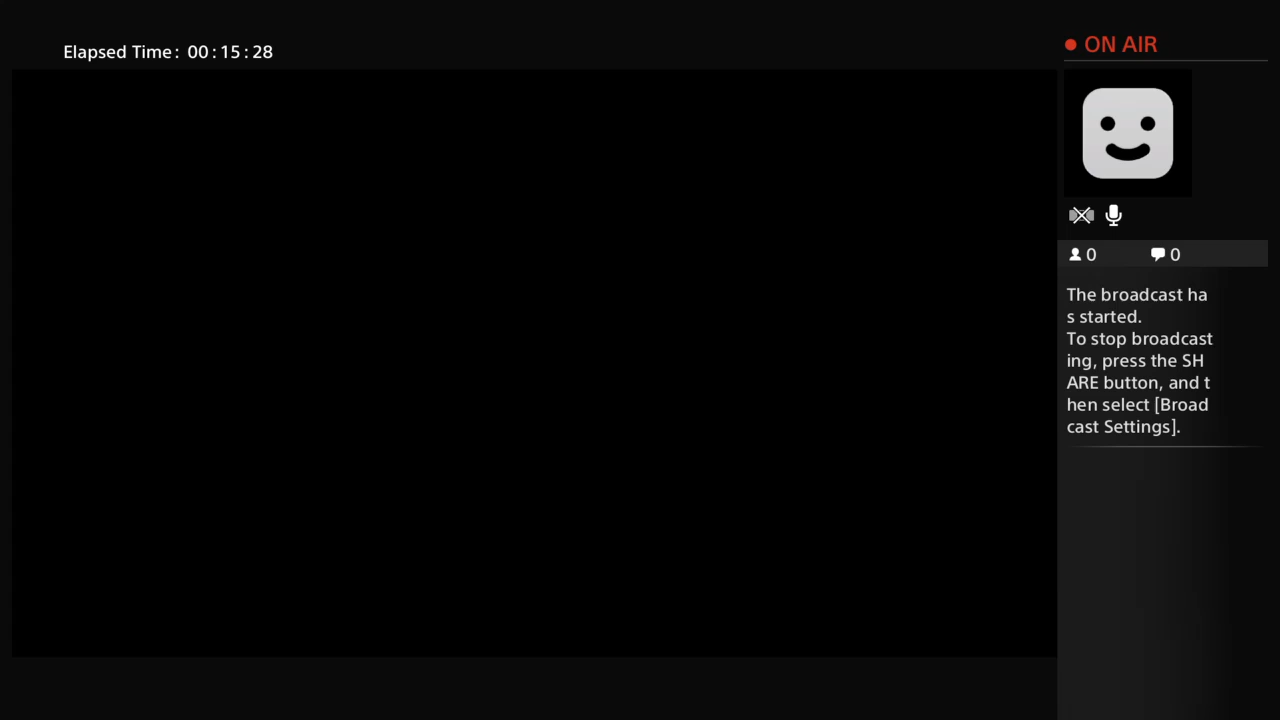 Elapsed Time: 00:15:28
ON AIR
0 0
The broadcast ha
s started.
To stop broadcast
ing, press the SH
ARE button, and t
hen select [Broad
cast Settings].